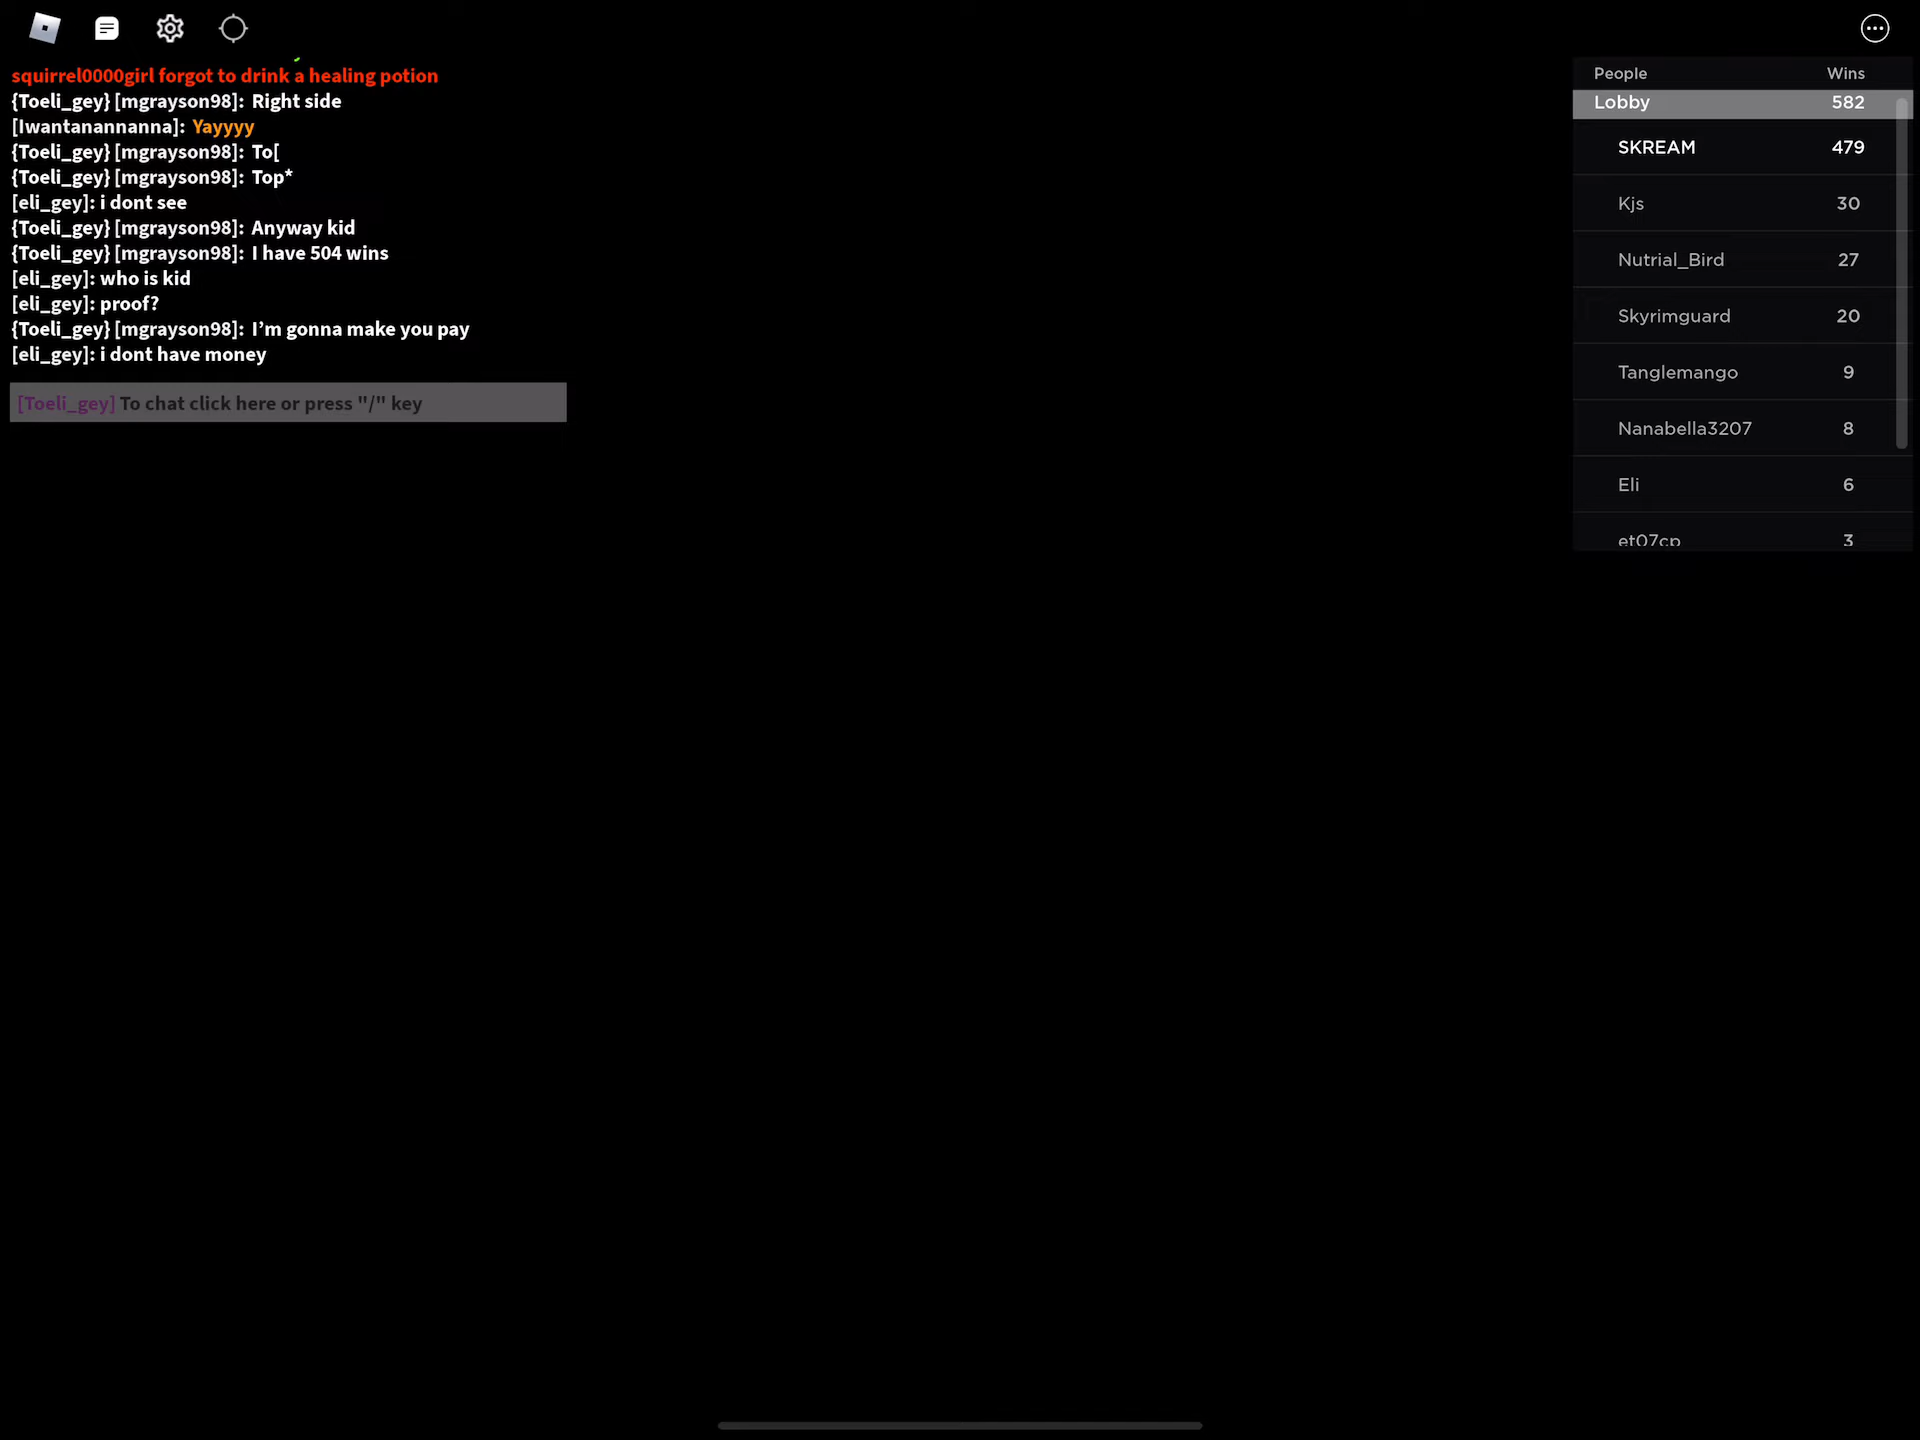 squirrel0000girl forgot to drink a healing potion
{Toeli_gey} [mgrayson98]: Right side
[Iwantanannanna]: Yayyyy
{Toeli_gey} [mgrayson98]: To[
{Toeli_gey} [mgrayson98]: Top*
[eli_gey]: i dont see
{Toeli_gey} [mgrayson98]: Anyway kid
{Toeli_gey} [mgrayson98]: I have 504 wins
[eli_gey]: who is kid
[eli_gey]: proof?
{Toeli_gey} [mgrayson98]: I’m gonna make you pay
[eli_gey]: i dont have money
[Toeli_gey] To chat click here or press "/" key
People Wins
Lobby 582
SKREAM 479
Kjs 30
Nutrial_Bird 27
Skyrimguard 20
Tanglemango 9
Nanabella3207 8
Eli 6
et07cp 3